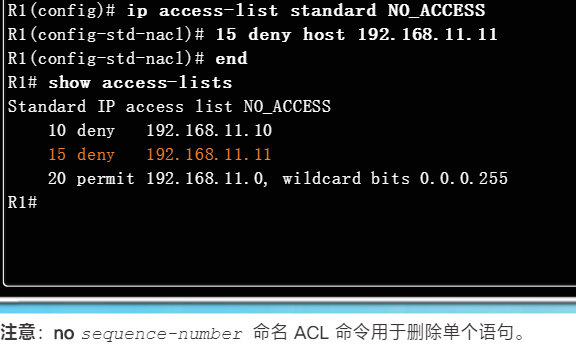 R1(config)# ip access-list standard NO_ACCESS
R1(config-std-nacl)# 15 deny host 192.168.11.11
R1(config-std-nacl)# end
R1# show access-lists
Standard IP access list NO_ACCESS
    10 deny   192.168.11.10
    15 deny   192.168.11.11
    20 permit 192.168.11.0, wildcard bits 0.0.0.255
R1#
注意：no sequence-number 命名 ACL 命令用于删除单个语句。